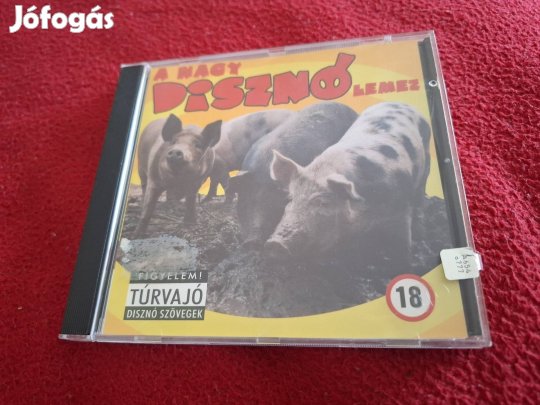 Jófogás
A NAGY
DISZNÓ LEMEZ
FIGYELEM!
TÚRVAJÓ
DISZNÓ SZÖVEGEK
18